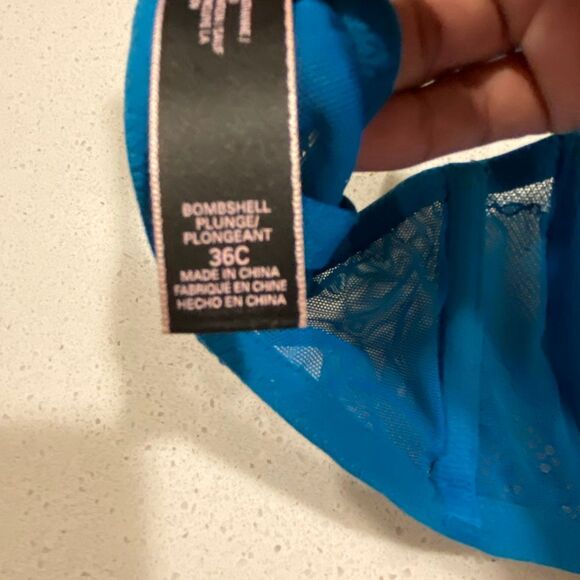 BOMBSHELL
PLUNGE/
PLONGEANT
36C
MADE IN CHINA
FABRIQUÉ EN CHINE
HECHO EN CHINA